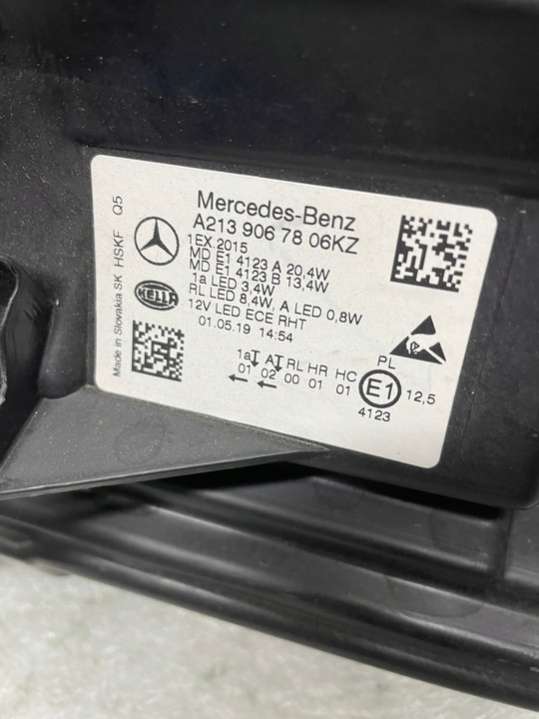 Mercedes-Benz
A213 906 78 06KZ
1EX.2015
MD E1 4123 A 20,4W
MD E1 4123 B 13,4W
1a LED 3,4W
RL LED 8,4W, A LED 0,8W
12V LED ECE RHT
01.05.19 14:54
HELLA
Made in Slovakia SK HSKF Q5
1a A RL HR HC PL
01 02 00 01 01 E1 12,5
4123